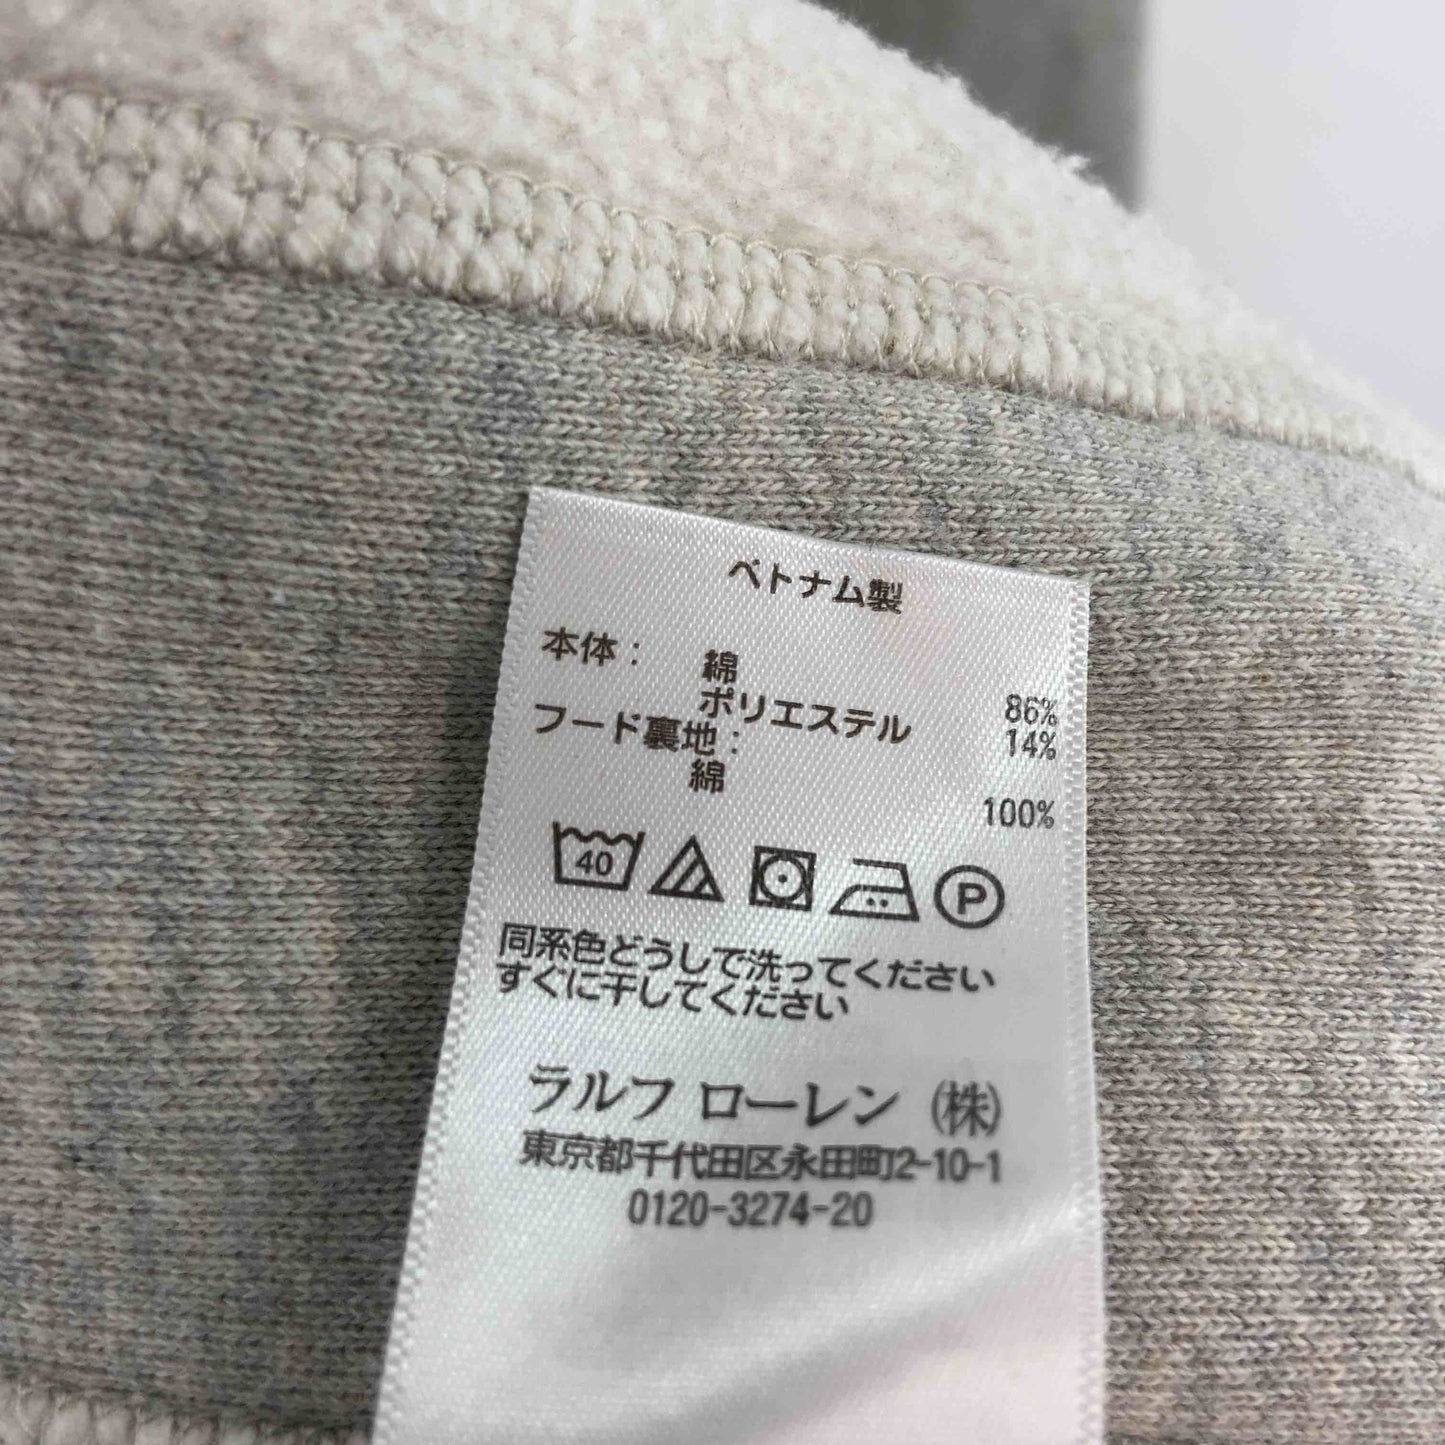 ベトナム製
本体： 綿 86%
ポリエステル 14%
フード裏地：
綿 100%
40 P
同系色どうしで洗ってください
すぐに干してください
ラルフ ローレン (株)
東京都千代田区永田町2-10-1
0120-3274-20